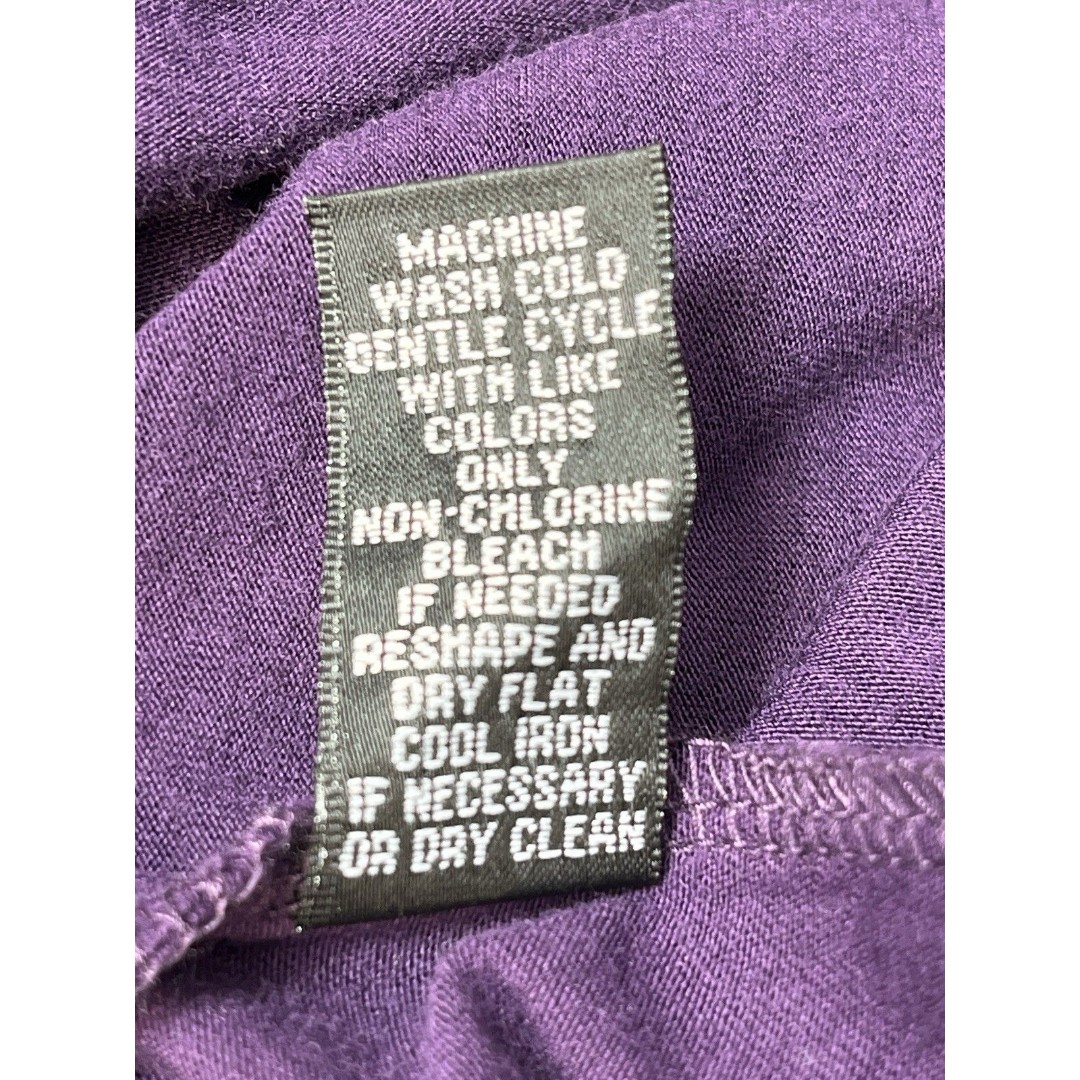 MACHINE
WASH COLD
GENTLE CYCLE
WITH LIKE
COLORS
ONLY
NON-CHLORINE
BLEACH
IF NEEDED
RESHAPE AND
DRY FLAT
COOL IRON
IF NECESSARY
OR DRY CLEAN